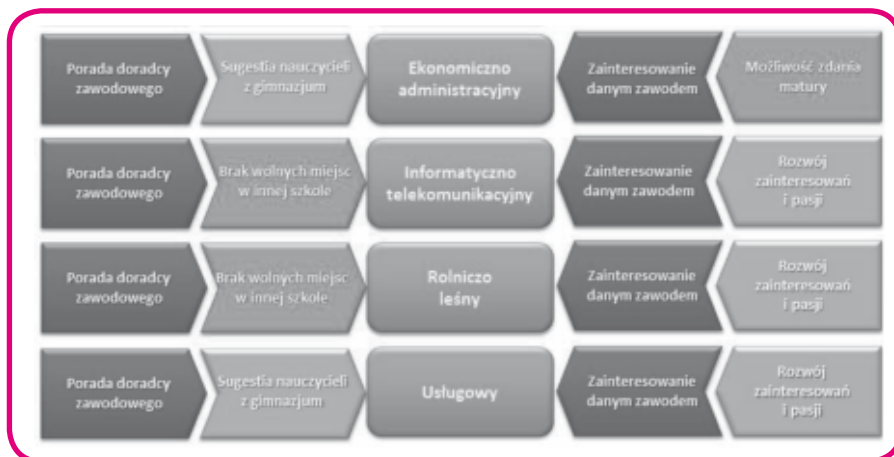 Porada doradcy
zawodowego
Sugestia nauczycieli
z gimnazjum
Ekonomiczno
administracyjny
Zainteresowanie
danym zawodem
Możliwość zdania
matury
Porada doradcy
zawodowego
Brak wolnych miejsc
w innej szkole
Informatyczno
telekomunikacyjny
Zainteresowanie
danym zawodem
Rozwój
zainteresowań
i pasji
Porada doradcy
zawodowego
Brak wolnych miejsc
w innej szkole
Rolniczo
leśny
Zainteresowanie
danym zawodem
Rozwój
zainteresowań
i pasji
Porada doradcy
zawodowego
Sugestia nauczycieli
z gimnazjum
Usługowy
Zainteresowanie
danym zawodem
Rozwój
zainteresowań
i pasji